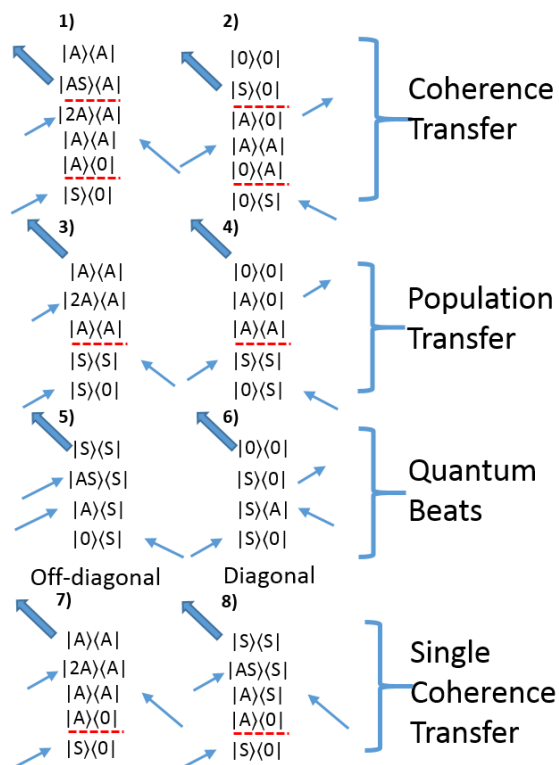 1)
|A⟩⟨A|
|AS⟩⟨A|
|2A⟩⟨A|
|A⟩⟨A|
|A⟩⟨0|
|S⟩⟨0|
2)
|0⟩⟨0|
|S⟩⟨0|
|A⟩⟨0|
|A⟩⟨A|
|0⟩⟨A|
|0⟩⟨S|
Coherence
Transfer
3)
|A⟩⟨A|
|2A⟩⟨A|
|A⟩⟨A|
|S⟩⟨S|
|S⟩⟨0|
4)
|0⟩⟨0|
|A⟩⟨0|
|A⟩⟨A|
|S⟩⟨S|
|0⟩⟨S|
Population
Transfer
5)
|S⟩⟨S|
|AS⟩⟨S|
|A⟩⟨S|
|0⟩⟨S|
6)
|0⟩⟨0|
|S⟩⟨0|
|S⟩⟨A|
|S⟩⟨0|
Quantum
Beats
Off-diagonal
Diagonal
7)
|A⟩⟨A|
|2A⟩⟨A|
|A⟩⟨A|
|A⟩⟨0|
|S⟩⟨0|
8)
|S⟩⟨S|
|AS⟩⟨S|
|A⟩⟨S|
|A⟩⟨0|
|S⟩⟨0|
Single
Coherence
Transfer